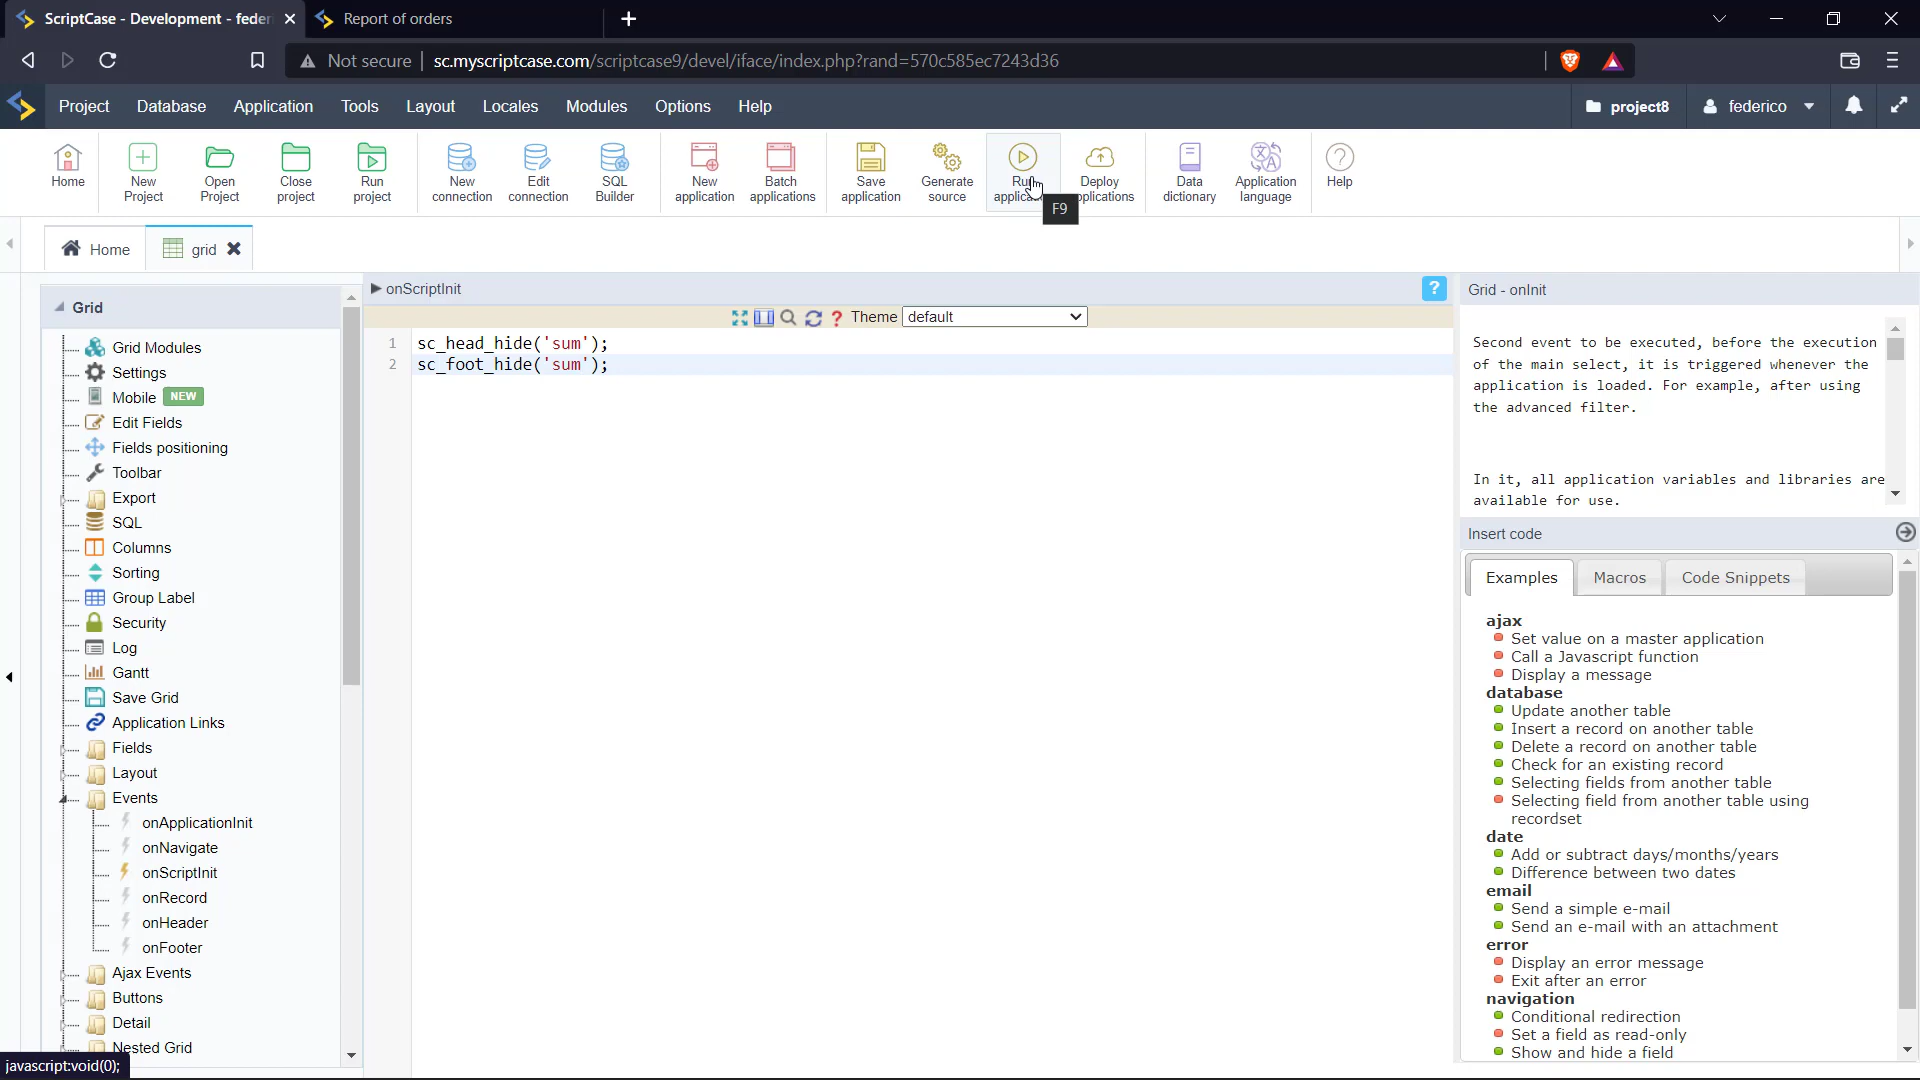 ScriptCase - Development - feder
Report of orders
Not secure
sc.myscriptcase.com/scriptcase9/devel/iface/index.php?rand=570c585ec7243d36
Project
Database
Application
Tools
Layout
Locales
Modules
Options
Help
project8
federico
Home
New
Project
Open
Project
Close
project
Run
project
New
connection
Edit
connection
SQL
Builder
New
application
Batch
applications
Save
application
Generate
source
Run
applicat
F9
Deploy
pplications
Data
dictionary
Application
language
Help
Home
grid
Grid
Grid Modules
Settings
Mobile NEW
Edit Fields
Fields positioning
Toolbar
Export
SQL
Columns
Sorting
Group Label
Security
Log
Gantt
Save Grid
Application Links
Fields
Layout
Events
onApplicationInit
onNavigate
onScriptInit
onRecord
onHeader
onFooter
Ajax Events
Buttons
Detail
Nested Grid
javascript:void(0);
onScriptInit
?
? Theme default
1 sc_head_hide('sum');
2 sc_foot_hide('sum');
Grid - onInit
Second event to be executed, before the execution
of the main select, it is triggered whenever the
application is loaded. For example, after using
the advanced filter.
In it, all application variables and libraries are
available for use.
Insert code
Examples
Macros
Code Snippets
ajax
Set value on a master application
Call a Javascript function
Display a message
database
Update another table
Insert a record on another table
Delete a record on another table
Check for an existing record
Selecting fields from another table
Selecting field from another table using
recordset
date
Add or subtract days/months/years
Difference between two dates
email
Send a simple e-mail
Send an e-mail with an attachment
error
Display an error message
Exit after an error
navigation
Conditional redirection
Set a field as read-only
Show and hide a field